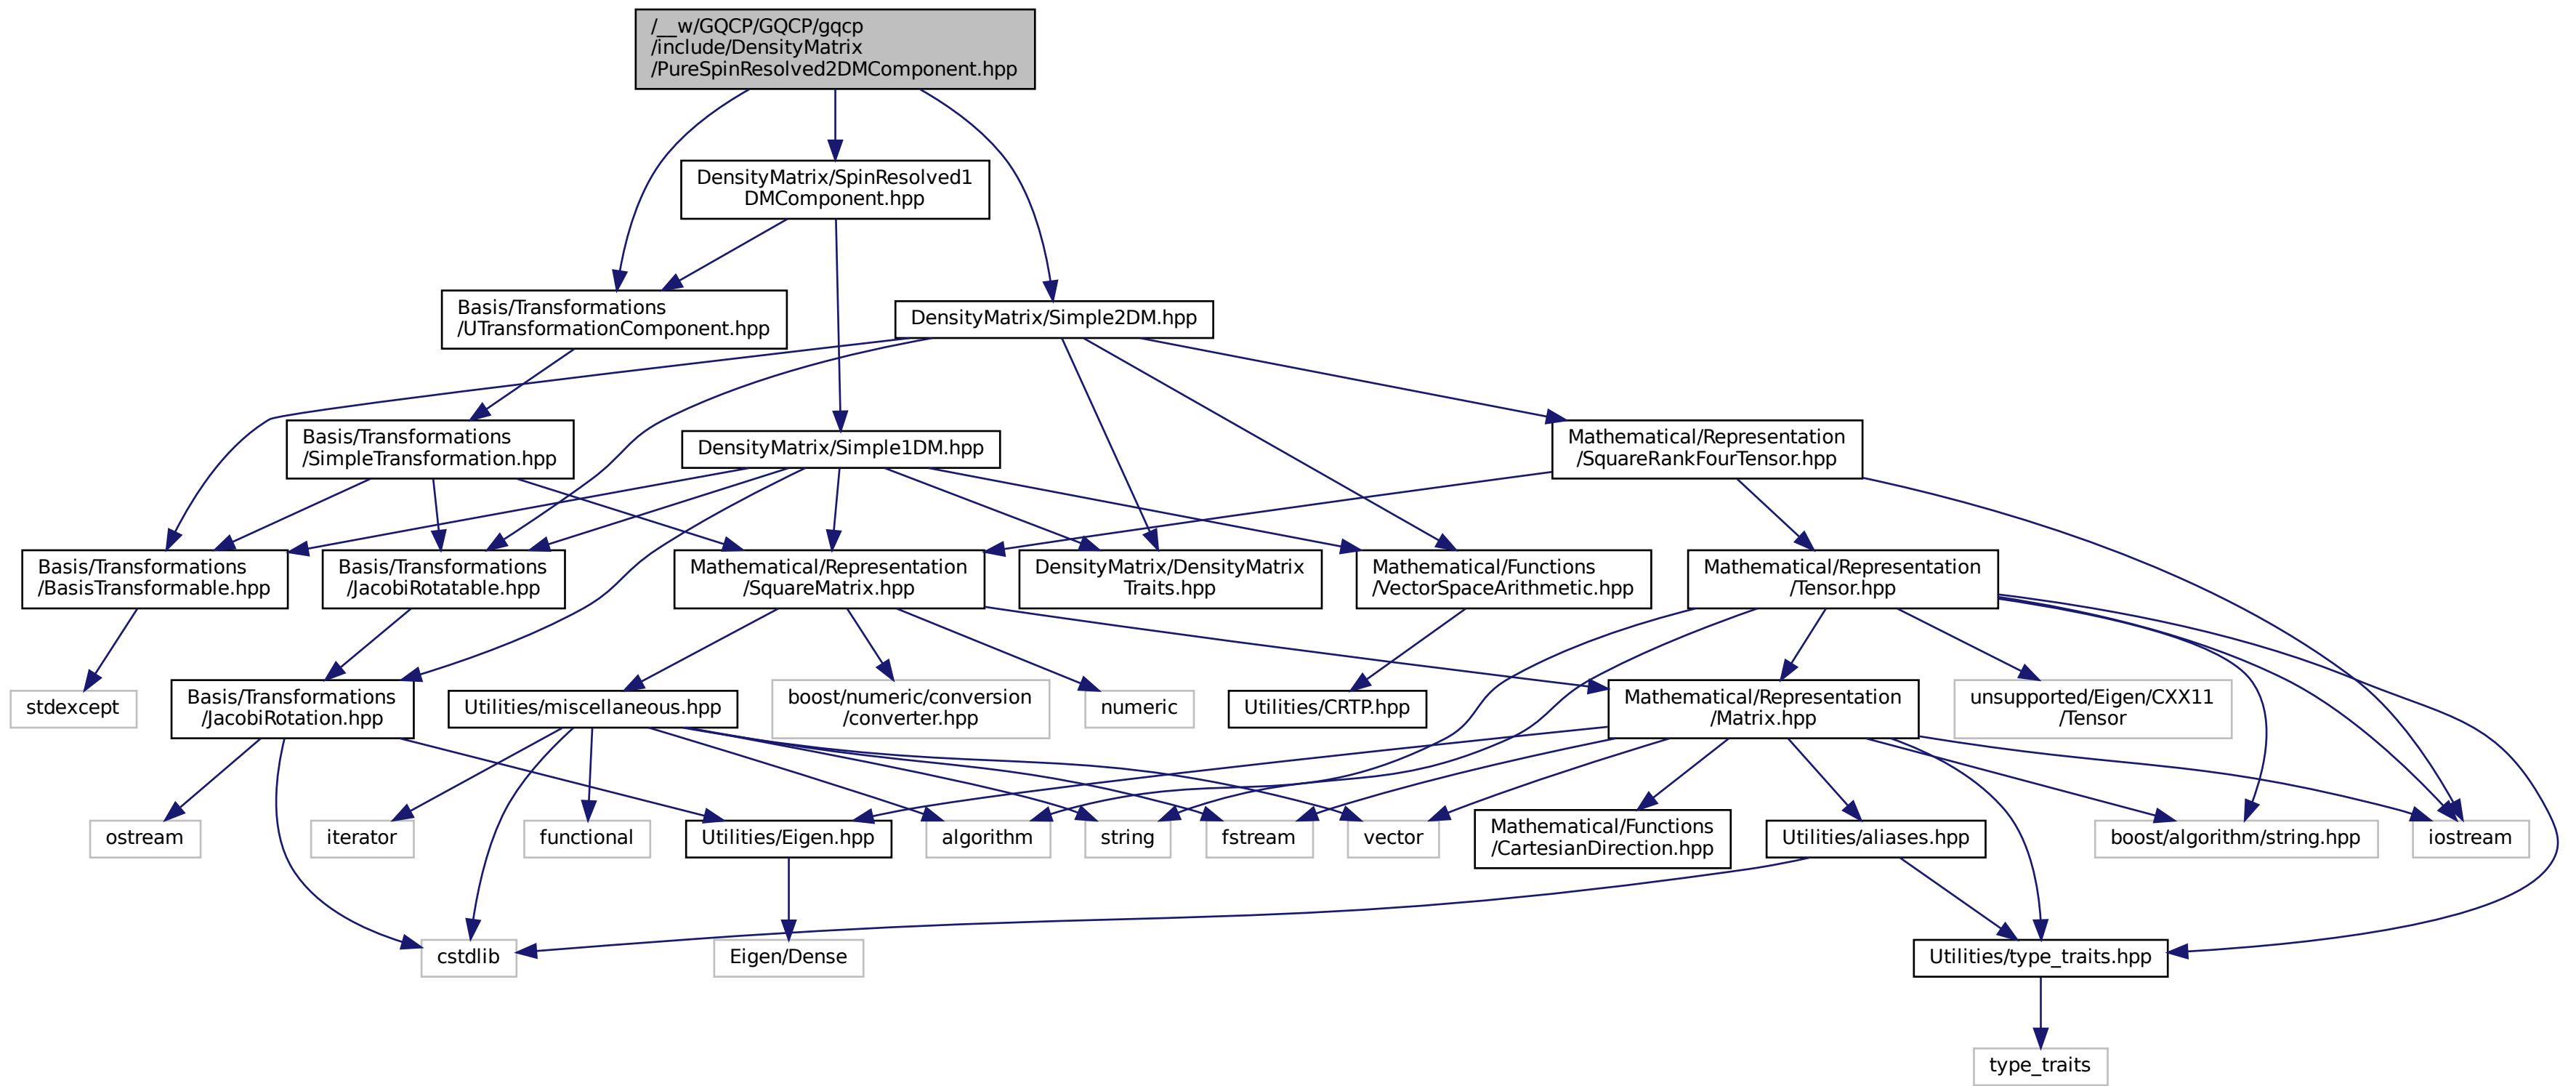 /__w/GQCP/GQCP/gqcp
/include/DensityMatrix
/PureSpinResolved2DMComponent.hpp
DensityMatrix/SpinResolved1
DMComponent.hpp
Basis/Transformations
/UTransformationComponent.hpp
DensityMatrix/Simple2DM.hpp
Basis/Transformations
/SimpleTransformation.hpp
DensityMatrix/Simple1DM.hpp
Mathematical/Representation
/SquareRankFourTensor.hpp
Basis/Transformations
/BasisTransformable.hpp
Basis/Transformations
/JacobiRotatable.hpp
Mathematical/Representation
/SquareMatrix.hpp
DensityMatrix/DensityMatrix
Traits.hpp
Mathematical/Functions
/VectorSpaceArithmetic.hpp
Mathematical/Representation
/Tensor.hpp
stdexcept
Basis/Transformations
/JacobiRotation.hpp
Utilities/miscellaneous.hpp
boost/numeric/conversion
/converter.hpp
numeric
Utilities/CRTP.hpp
Mathematical/Representation
/Matrix.hpp
unsupported/Eigen/CXX11
/Tensor
ostream
iterator
functional
Utilities/Eigen.hpp
algorithm
string
fstream
vector
Mathematical/Functions
/CartesianDirection.hpp
Utilities/aliases.hpp
boost/algorithm/string.hpp
iostream
cstdlib
Eigen/Dense
Utilities/type_traits.hpp
type_traits